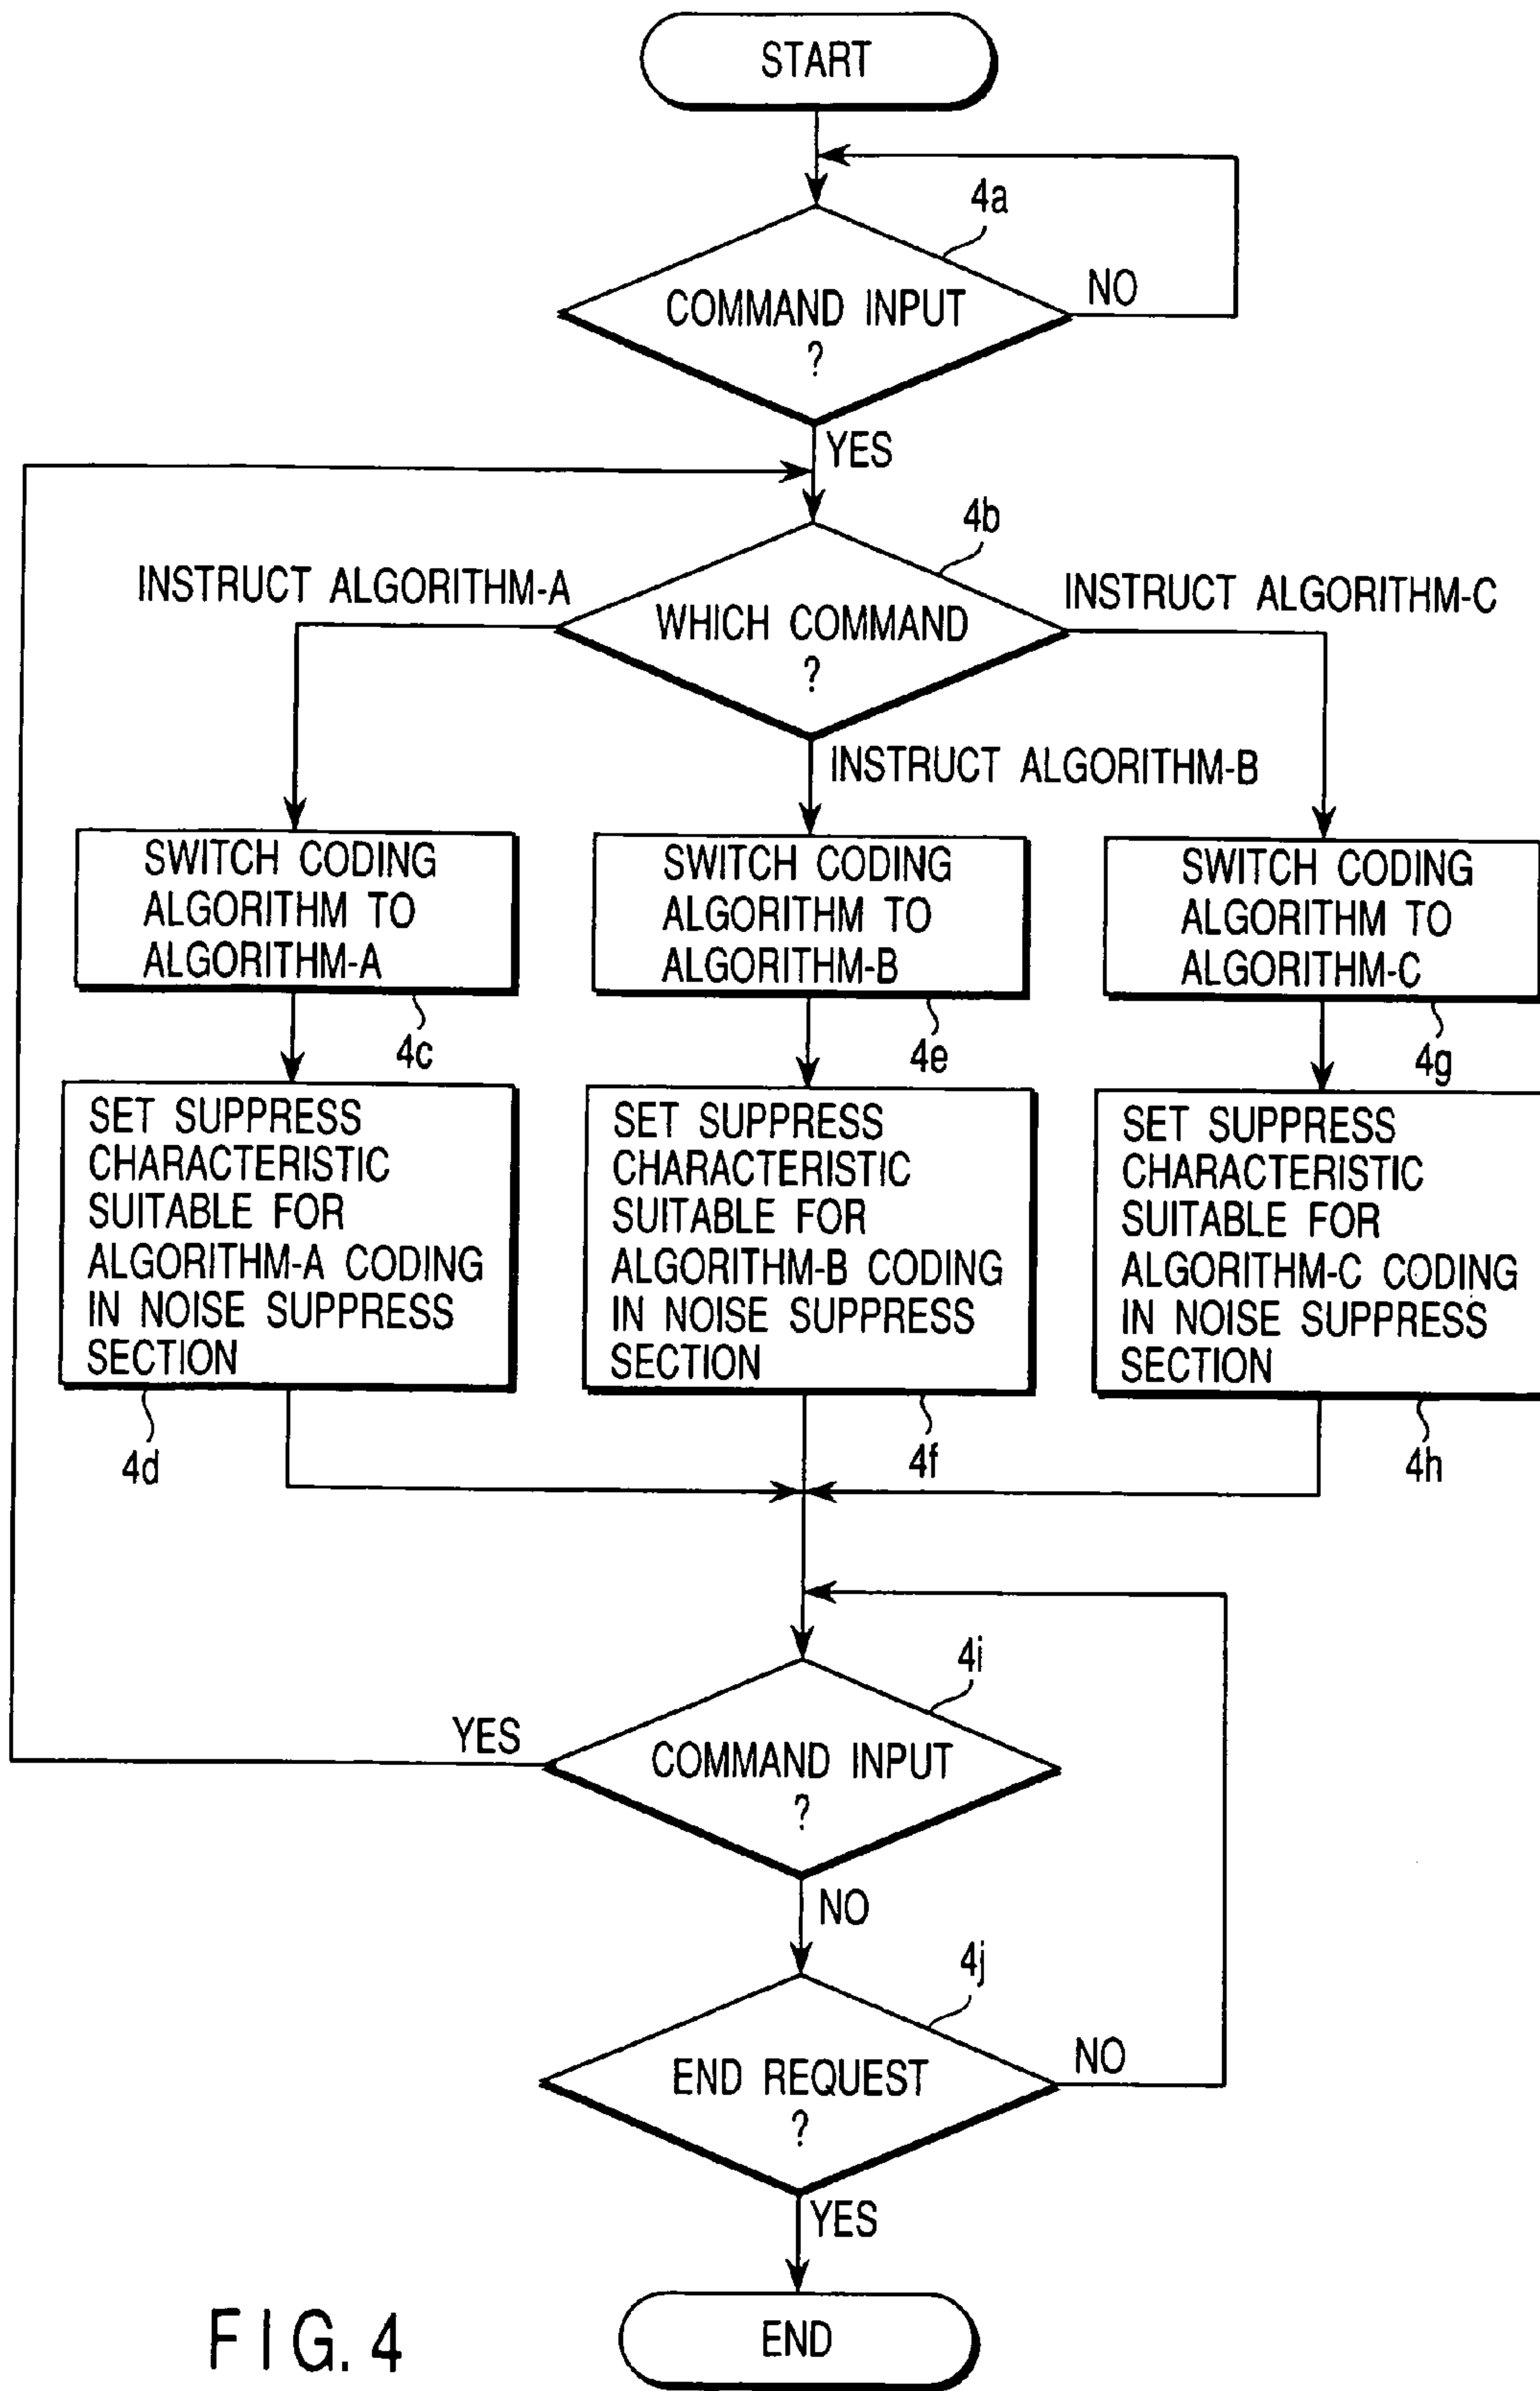 START
4a
COMMAND INPUT
?
NO
YES
4b
INSTRUCT ALGORITHM-A
INSTRUCT ALGORITHM-C
WHICH COMMAND
?
INSTRUCT ALGORITHM-B
SWITCH CODING
ALGORITHM TO
ALGORITHM-A
4c
SWITCH CODING
ALGORITHM TO
ALGORITHM-B
4e
SWITCH CODING
ALGORITHM TO
ALGORITHM-C
4g
SET SUPPRESS
CHARACTERISTIC
SUITABLE FOR
ALGORITHM-A CODING
IN NOISE SUPPRESS
SECTION
4d
SET SUPPRESS
CHARACTERISTIC
SUITABLE FOR
ALGORITHM-B CODING
IN NOISE SUPPRESS
SECTION
4f
SET SUPPRESS
CHARACTERISTIC
SUITABLE FOR
ALGORITHM-C CODING
IN NOISE SUPPRESS
SECTION
4h
4i
YES
COMMAND INPUT
?
NO
4j
END REQUEST
?
NO
YES
END
FIG. 4